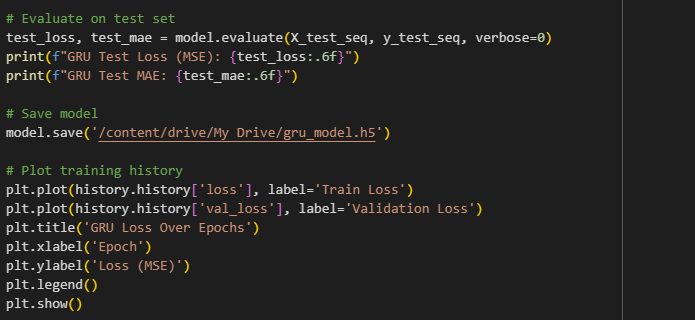 # Evaluate on test set
test_loss, test_mae = model.evaluate(X_test_seq, y_test_seq, verbose=0)
print(f"GRU Test Loss (MSE): {test_loss:.6f}")
print(f"GRU Test MAE: {test_mae:.6f}")
# Save model
model.save('/content/drive/My Drive/gru_model.h5')
# Plot training history
plt.plot(history.history['loss'], label='Train Loss')
plt.plot(history.history['val_loss'], label='Validation Loss')
plt.title('GRU Loss Over Epochs')
plt.xlabel('Epoch')
plt.ylabel('Loss (MSE)')
plt.legend()
plt.show()